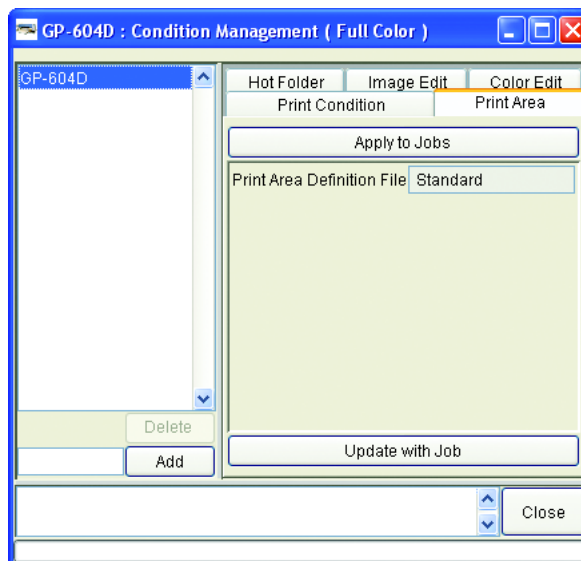 GP-604D : Condition Management ( Full Color )
GP-604D
Hot Folder Image Edit Color Edit
Print Condition Print Area
Apply to Jobs
Print Area Definition File Standard
Delete
Add
Update with Job
Close